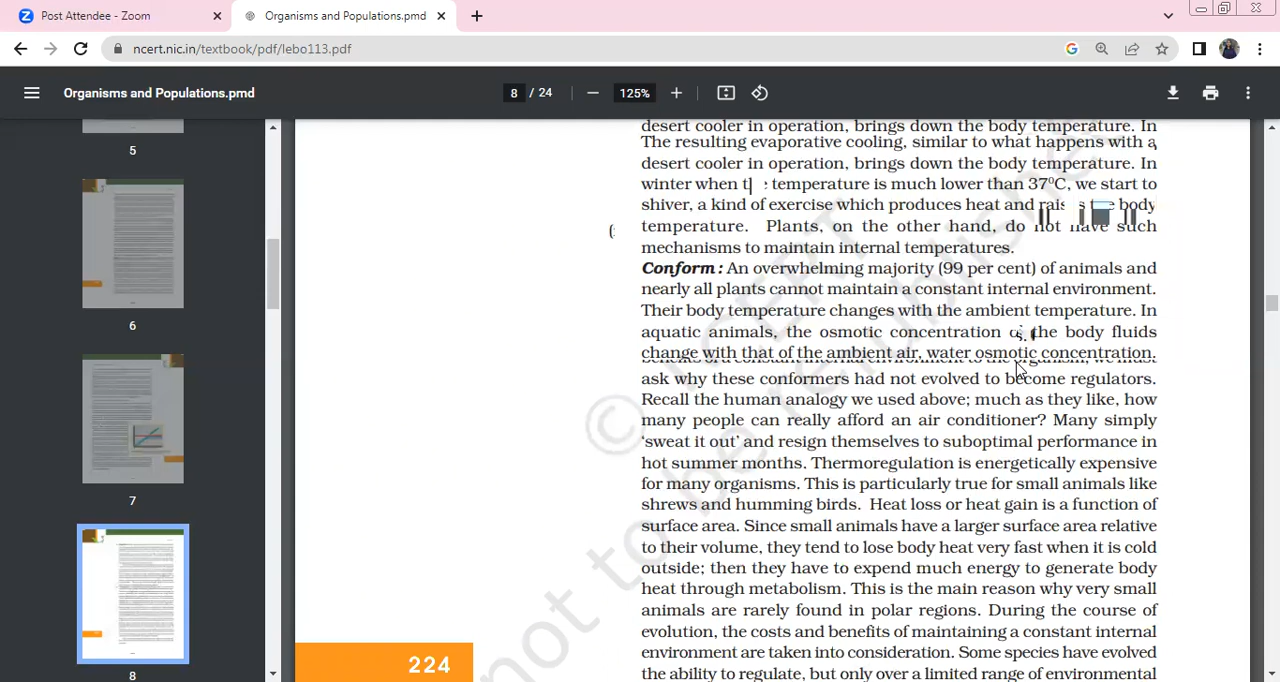 Post Attendee - Zoom
Organisms and Populations.pmd
ncert.nic.in/textbook/pdf/lebo113.pdf
Organisms and Populations.pmd
8 / 24
125%
5
6
7
8
desert cooler in operation, brings down the body temperature. In
The resulting evaporative cooling, similar to what happens with a
desert cooler in operation, brings down the body temperature. In
winter when temperature is much lower than 37°C, we start to
shiver, a kind of exercise which produces heat and body
temperature. Plants, on the other hand, do not have such
mechanisms to maintain internal temperatures.
Conform : An overwhelming majority (99 per cent) of animals and
nearly all plants cannot maintain a constant internal environment.
Their body temperature changes with the ambient temperature. In
aquatic animals, the osmotic concentration the body fluids
change with that of the ambient air, water osmotic concentration.
ask why these conformers had not evolved to become regulators.
Recall the human analogy we used above; much as they like, how
many people can really afford an air conditioner? Many simply
'sweat it out' and resign themselves to suboptimal performance in
hot summer months. Thermoregulation is energetically expensive
for many organisms. This is particularly true for small animals like
shrews and humming birds. Heat loss or heat gain is a function of
surface area. Since small animals have a larger surface area relative
to their volume, they tend to lose body heat very fast when it is cold
outside; then they have to expend much energy to generate body
heat through metabolism. This is the main reason why very small
animals are rarely found in polar regions. During the course of
evolution, the costs and benefits of maintaining a constant internal
environment are taken into consideration. Some species have evolved
the ability to regulate, but only over a limited range of environmental
224
© NCERT
not to be republished